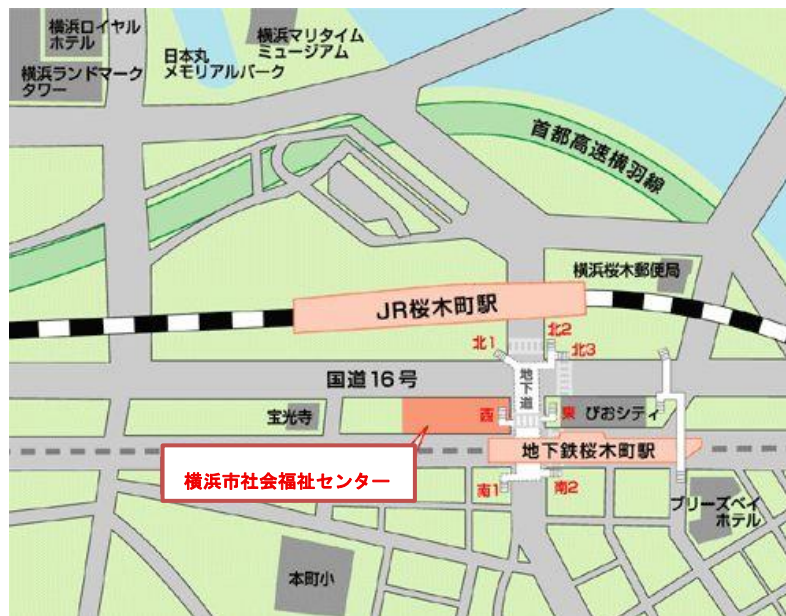 横浜ロイヤル
ホテル
横浜ランドマーク
タワー
日本丸
メモリアルパーク
横浜マリタイム
ミュージアム
首都高速横羽線
横浜桜木郵便局
JR桜木町駅
北1
北2
北3
国道16号
地下道
宝光寺
西
東
ぴおシティ
地下鉄桜木町駅
横浜市社会福祉センター
南1
南2
ブリーズベイ
ホテル
本町小